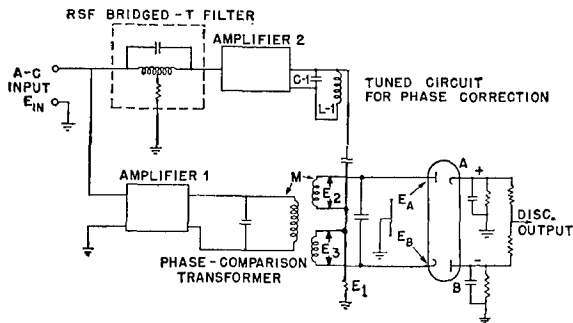 RSF BRIDGED-T FILTER
A-C
INPUT
E IN
AMPLIFIER 2
C-1
L-1
TUNED CIRCUIT
FOR PHASE CORRECTION
AMPLIFIER 1
M
E2
E3
PHASE-COMPARISON
TRANSFORMER
E1
EA
EB
A
+
DISC.
OUTPUT
-
B